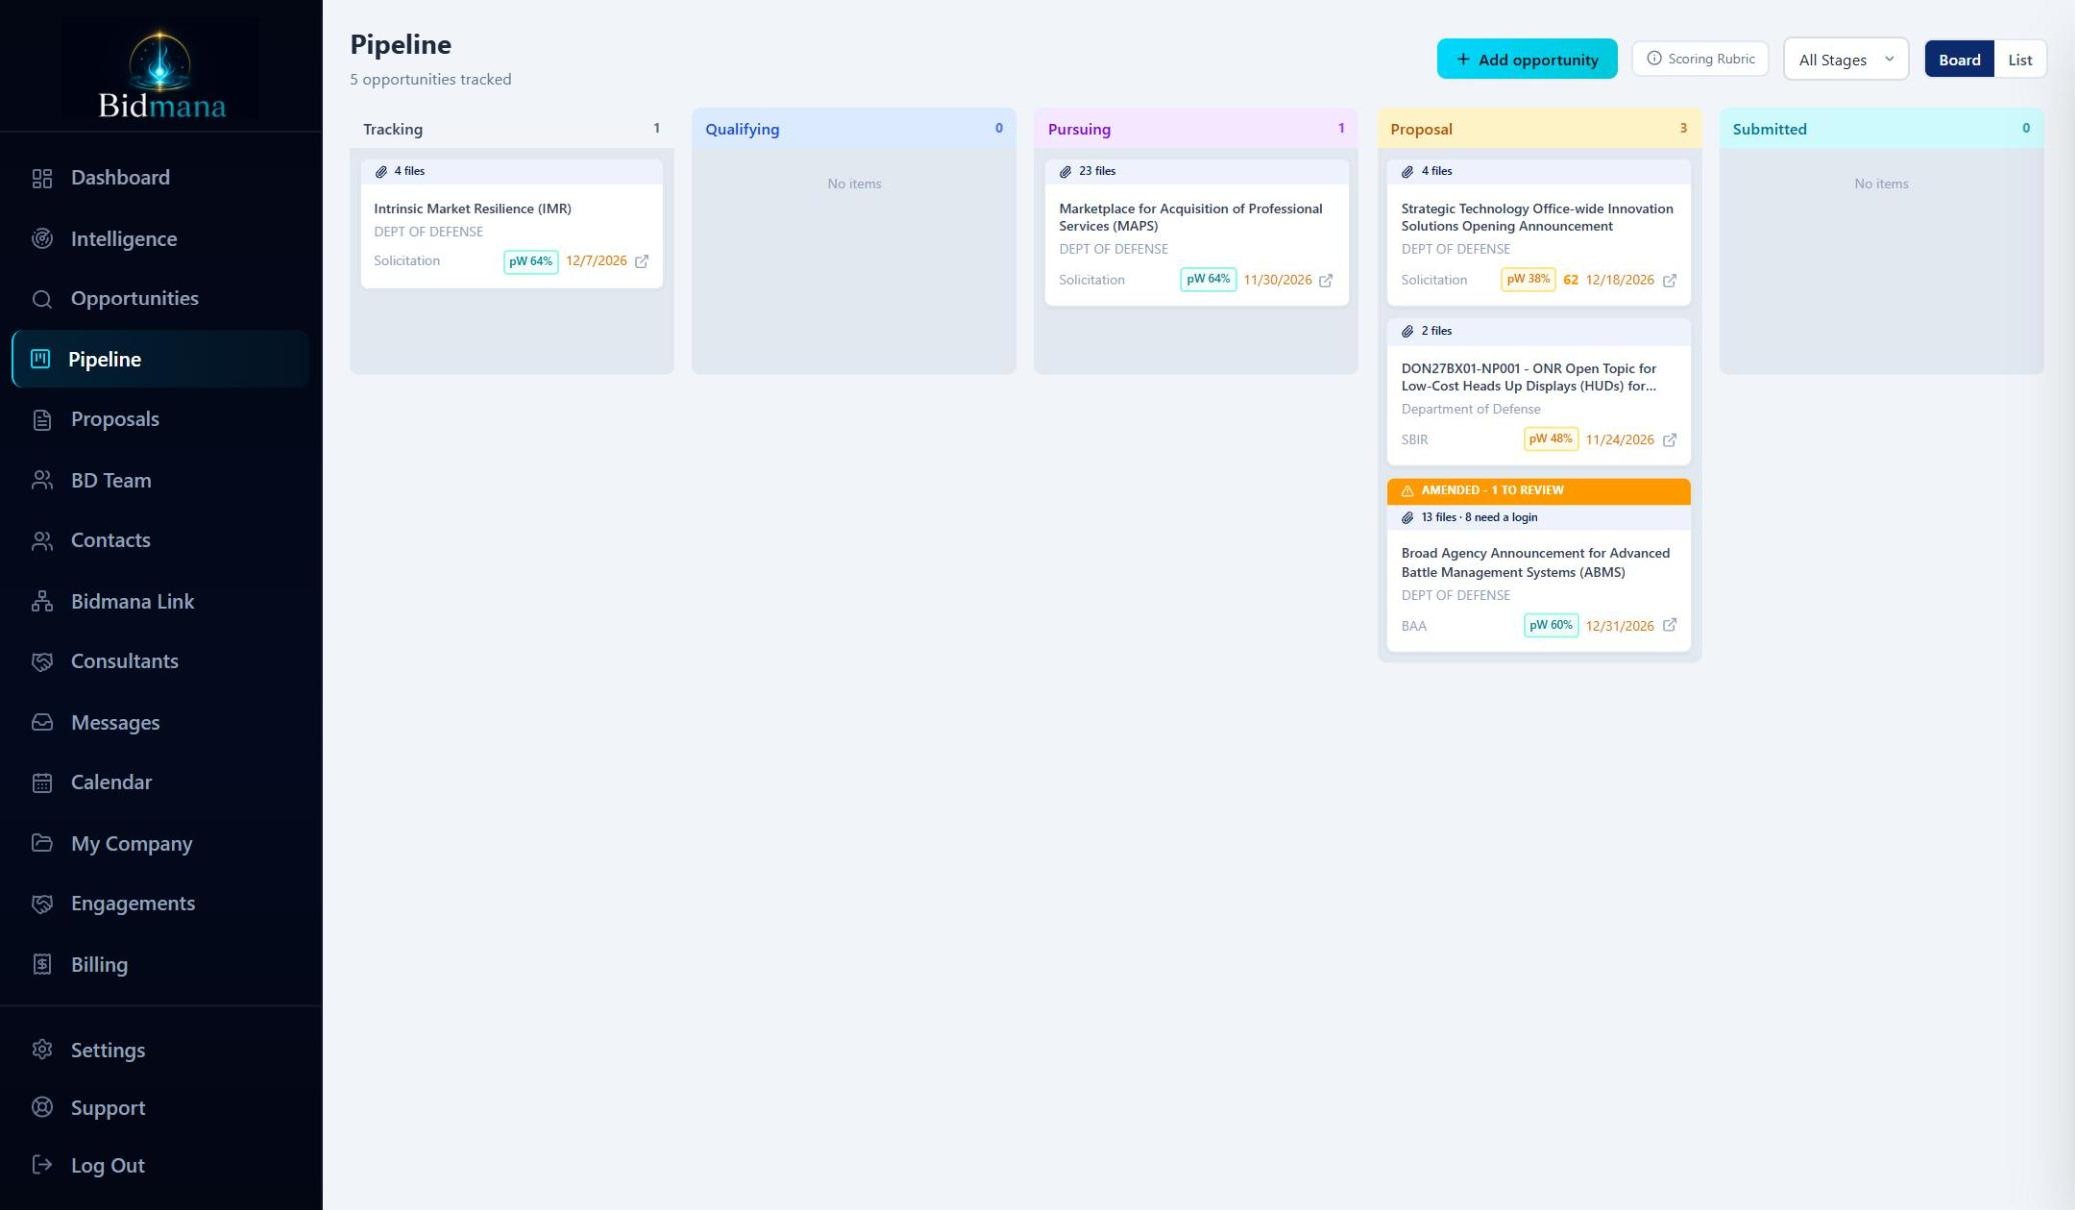 Bidmana
Dashboard
Intelligence
Opportunities
Pipeline
Proposals
BD Team
Contacts
Bidmana Link
Consultants
Messages
Calendar
My Company
Engagements
Billing
Settings
Support
Log Out
Pipeline
5 opportunities tracked
+ Add opportunity
Scoring Rubric
All Stages
Board
List
Tracking 1
4 files
Intrinsic Market Resilience (IMR)
DEPT OF DEFENSE
Solicitation pW 64% 12/7/2026
Qualifying 0
No items
Pursuing 1
23 files
Marketplace for Acquisition of Professional
Services (MAPS)
DEPT OF DEFENSE
Solicitation pW 64% 11/30/2026
Proposal 3
4 files
Strategic Technology Office-wide Innovation
Solutions Opening Announcement
DEPT OF DEFENSE
Solicitation pW 38% 62 12/18/2026
2 files
DON27BX01-NP001 - ONR Open Topic for
Low-Cost Heads Up Displays (HUDs) for...
Department of Defense
SBIR pW 48% 11/24/2026
AMENDED - 1 TO REVIEW
13 files · 8 need a login
Broad Agency Announcement for Advanced
Battle Management Systems (ABMS)
DEPT OF DEFENSE
BAA pW 60% 12/31/2026
Submitted 0
No items